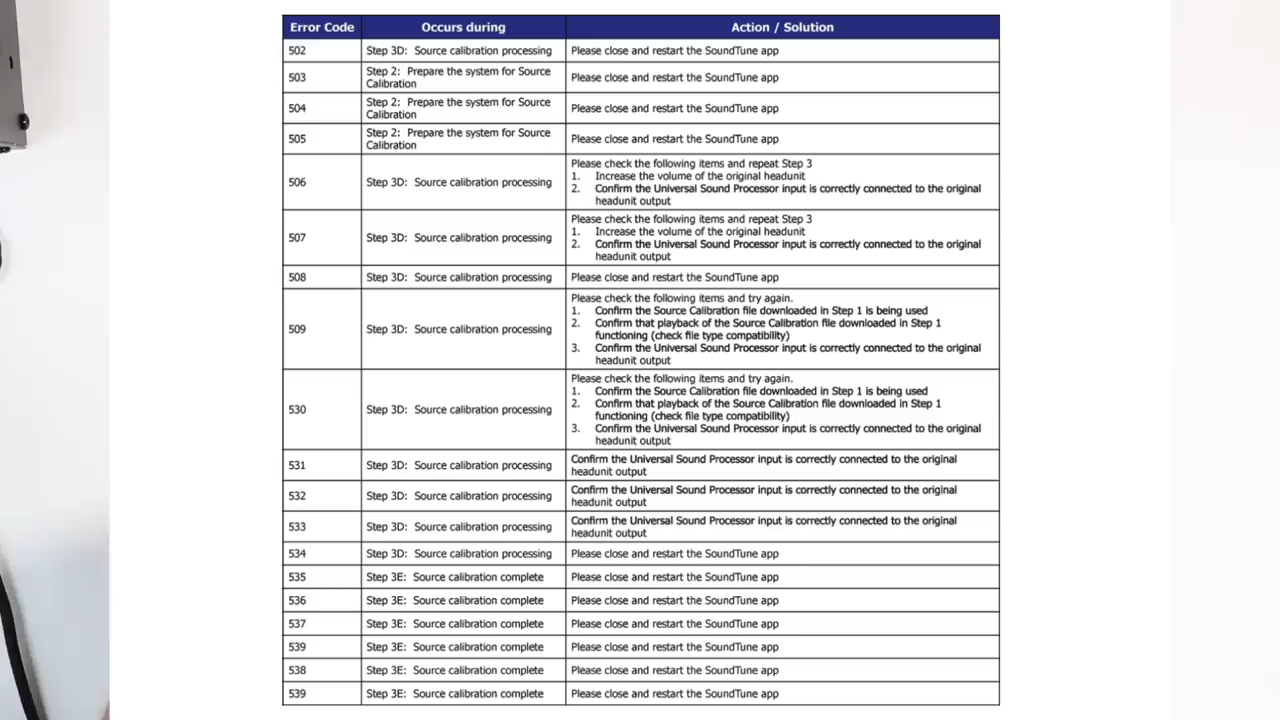 Error Code Occurs during Action / Solution
502 Step 3D: Source calibration processing Please close and restart the SoundTune app
503 Step 2: Prepare the system for Source
Calibration Please close and restart the SoundTune app
504 Step 2: Prepare the system for Source
Calibration Please close and restart the SoundTune app
505 Step 2: Prepare the system for Source
Calibration Please close and restart the SoundTune app
506 Step 3D: Source calibration processing Please check the following items and repeat Step 3
1. Increase the volume of the original headunit
2. Confirm the Universal Sound Processor input is correctly connected to the original
headunit output
507 Step 3D: Source calibration processing Please check the following items and repeat Step 3
1. Increase the volume of the original headunit
2. Confirm the Universal Sound Processor input is correctly connected to the original
headunit output
508 Step 3D: Source calibration processing Please close and restart the SoundTune app
509 Step 3D: Source calibration processing Please check the following items and try again.
1. Confirm the Source Calibration file downloaded in Step 1 is being used
2. Confirm that playback of the Source Calibration file downloaded in Step 1
functioning (check file type compatibility)
3. Confirm the Universal Sound Processor input is correctly connected to the original
headunit output
530 Step 3D: Source calibration processing Please check the following items and try again.
1. Confirm the Source Calibration file downloaded in Step 1 is being used
2. Confirm that playback of the Source Calibration file downloaded in Step 1
functioning (check file type compatibility)
3. Confirm the Universal Sound Processor input is correctly connected to the original
headunit output
531 Step 3D: Source calibration processing Confirm the Universal Sound Processor input is correctly connected to the original
headunit output
532 Step 3D: Source calibration processing Confirm the Universal Sound Processor input is correctly connected to the original
headunit output
533 Step 3D: Source calibration processing Confirm the Universal Sound Processor input is correctly connected to the original
headunit output
534 Step 3D: Source calibration processing Please close and restart the SoundTune app
535 Step 3E: Source calibration complete Please close and restart the SoundTune app
536 Step 3E: Source calibration complete Please close and restart the SoundTune app
537 Step 3E: Source calibration complete Please close and restart the SoundTune app
539 Step 3E: Source calibration complete Please close and restart the SoundTune app
538 Step 3E: Source calibration complete Please close and restart the SoundTune app
539 Step 3E: Source calibration complete Please close and restart the SoundTune app